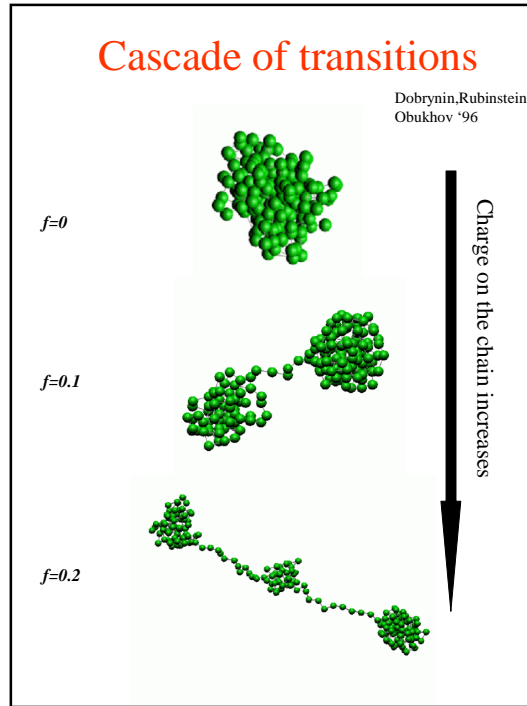 Cascade of transitions
Dobrynin,Rubinstein
Obukhov ‘96
f=0
Charge on the chain increases
f=0.1
f=0.2